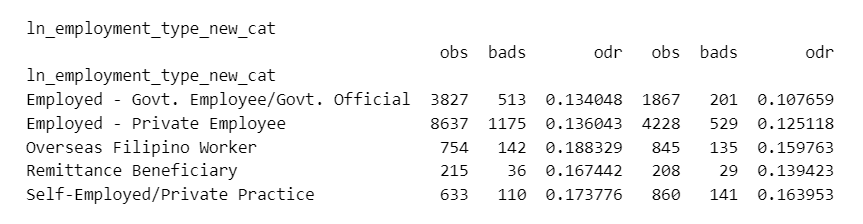 ln_employment_type_new_cat
obs bads odr obs bads odr
ln_employment_type_new_cat
Employed - Govt. Employee/Govt. Official 3827 513 0.134048 1867 201 0.107659
Employed - Private Employee 8637 1175 0.136043 4228 529 0.125118
Overseas Filipino Worker 754 142 0.188329 845 135 0.159763
Remittance Beneficiary 215 36 0.167442 208 29 0.139423
Self-Employed/Private Practice 633 110 0.173776 860 141 0.163953